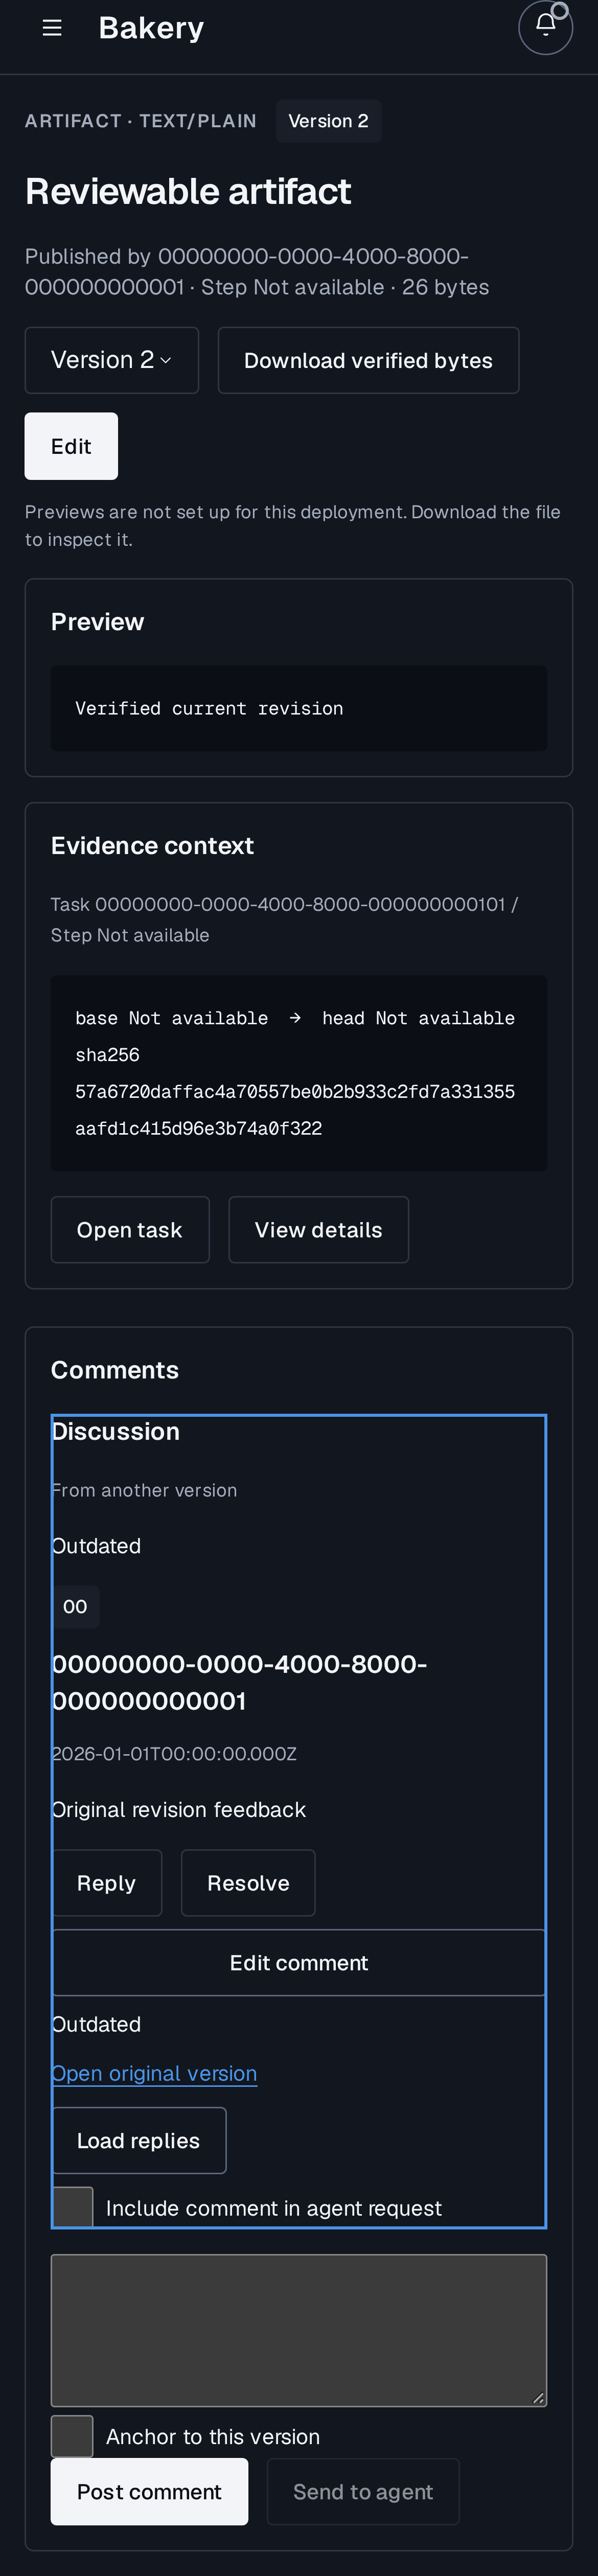 Bakery
ARTIFACT · TEXT/PLAIN
Version 2
Reviewable artifact
Published by 00000000-0000-4000-8000-
000000000001 · Step Not available · 26 bytes
Version 2
Download verified bytes
Edit
Previews are not set up for this deployment. Download the file
to inspect it.
Preview
Verified current revision
Evidence context
Task 00000000-0000-4000-8000-000000000101 /
Step Not available
base Not available → head Not available
sha256
57a6720daffac4a70557be0b2b933c2fd7a331355
aafd1c415d96e3b74a0f322
Open task
View details
Comments
Discussion
From another version
Outdated
00
00000000-0000-4000-8000-
000000000001
2026-01-01T00:00:00.000Z
Original revision feedback
Reply
Resolve
Edit comment
Outdated
Open original version
Load replies
Include comment in agent request
Anchor to this version
Post comment
Send to agent